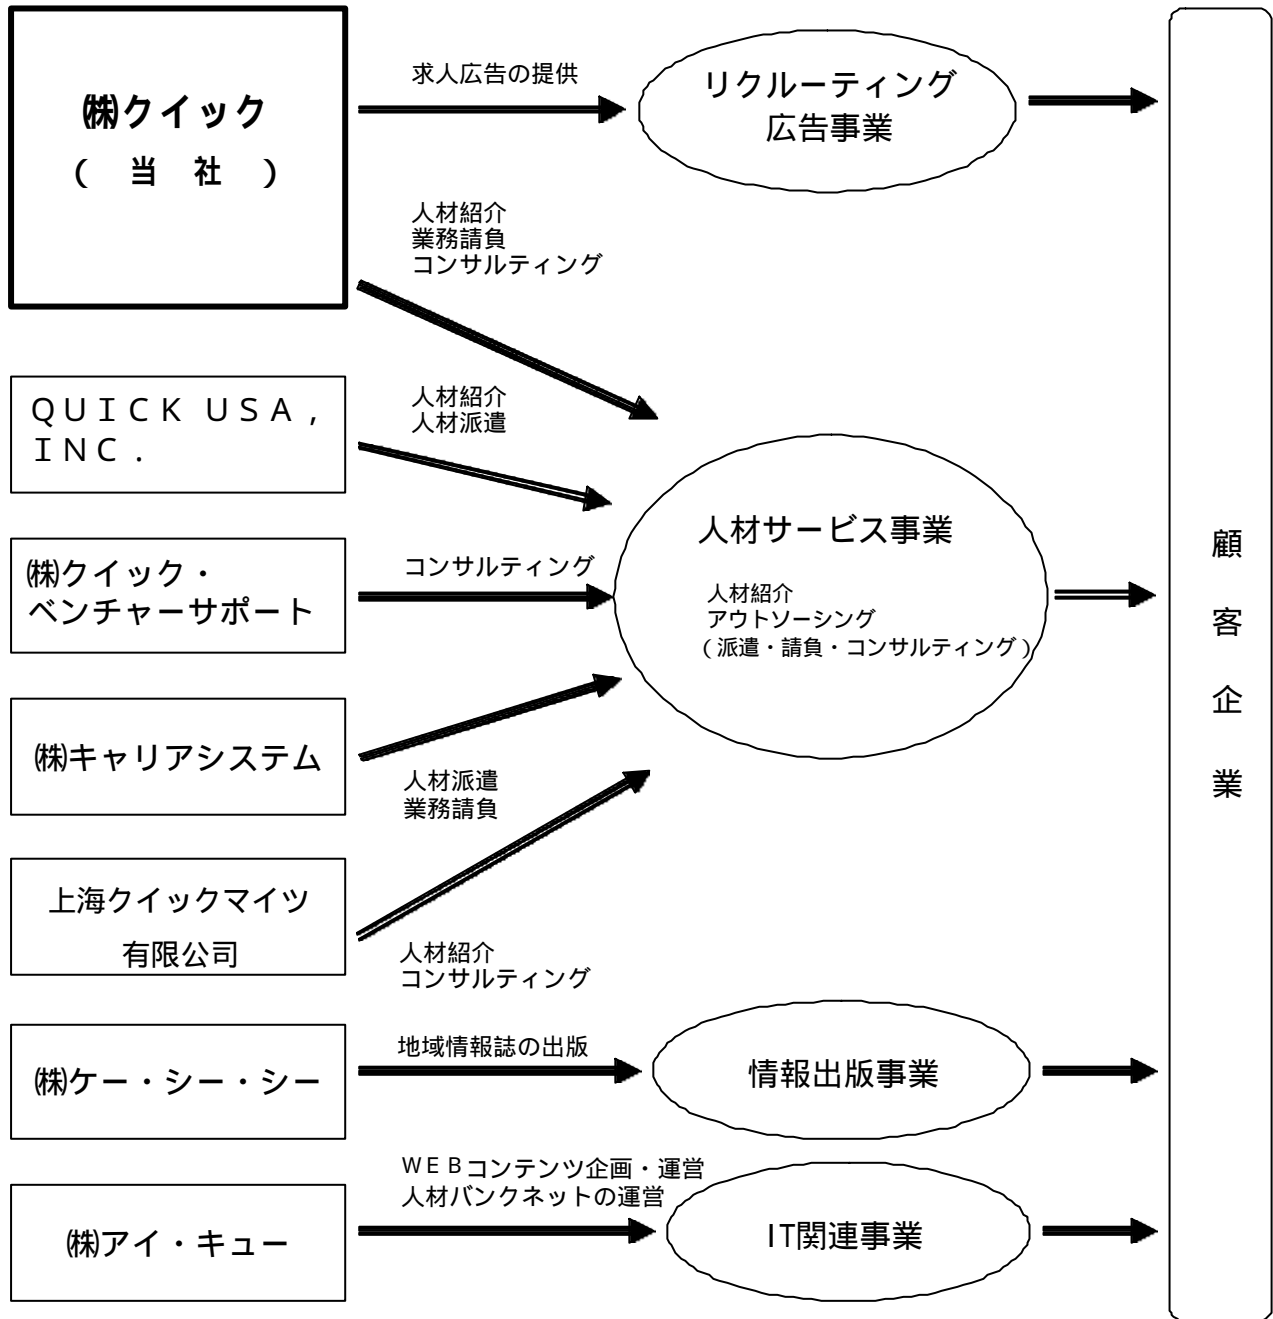 ㈱クイック
( 当 社 )
求人広告の提供
リクルーティング
広告事業
人材紹介
業務請負
コンサルティング
ＱＵＩＣＫ ＵＳＡ，
ＩＮＣ．
人材紹介
人材派遣
㈱クイック・
ベンチャーサポート
コンサルティング
人材サービス事業
人材紹介
アウトソーシング
(派遣・請負・コンサルティング)
㈱キャリアシステム
人材派遣
業務請負
上海クイックマイツ
有限公司
人材紹介
コンサルティング
㈱ケー・シー・シー
地域情報誌の出版
情報出版事業
㈱アイ・キュー
ＷＥＢコンテンツ企画・運営
人材バンクネットの運営
IT関連事業
顧
客
企
業